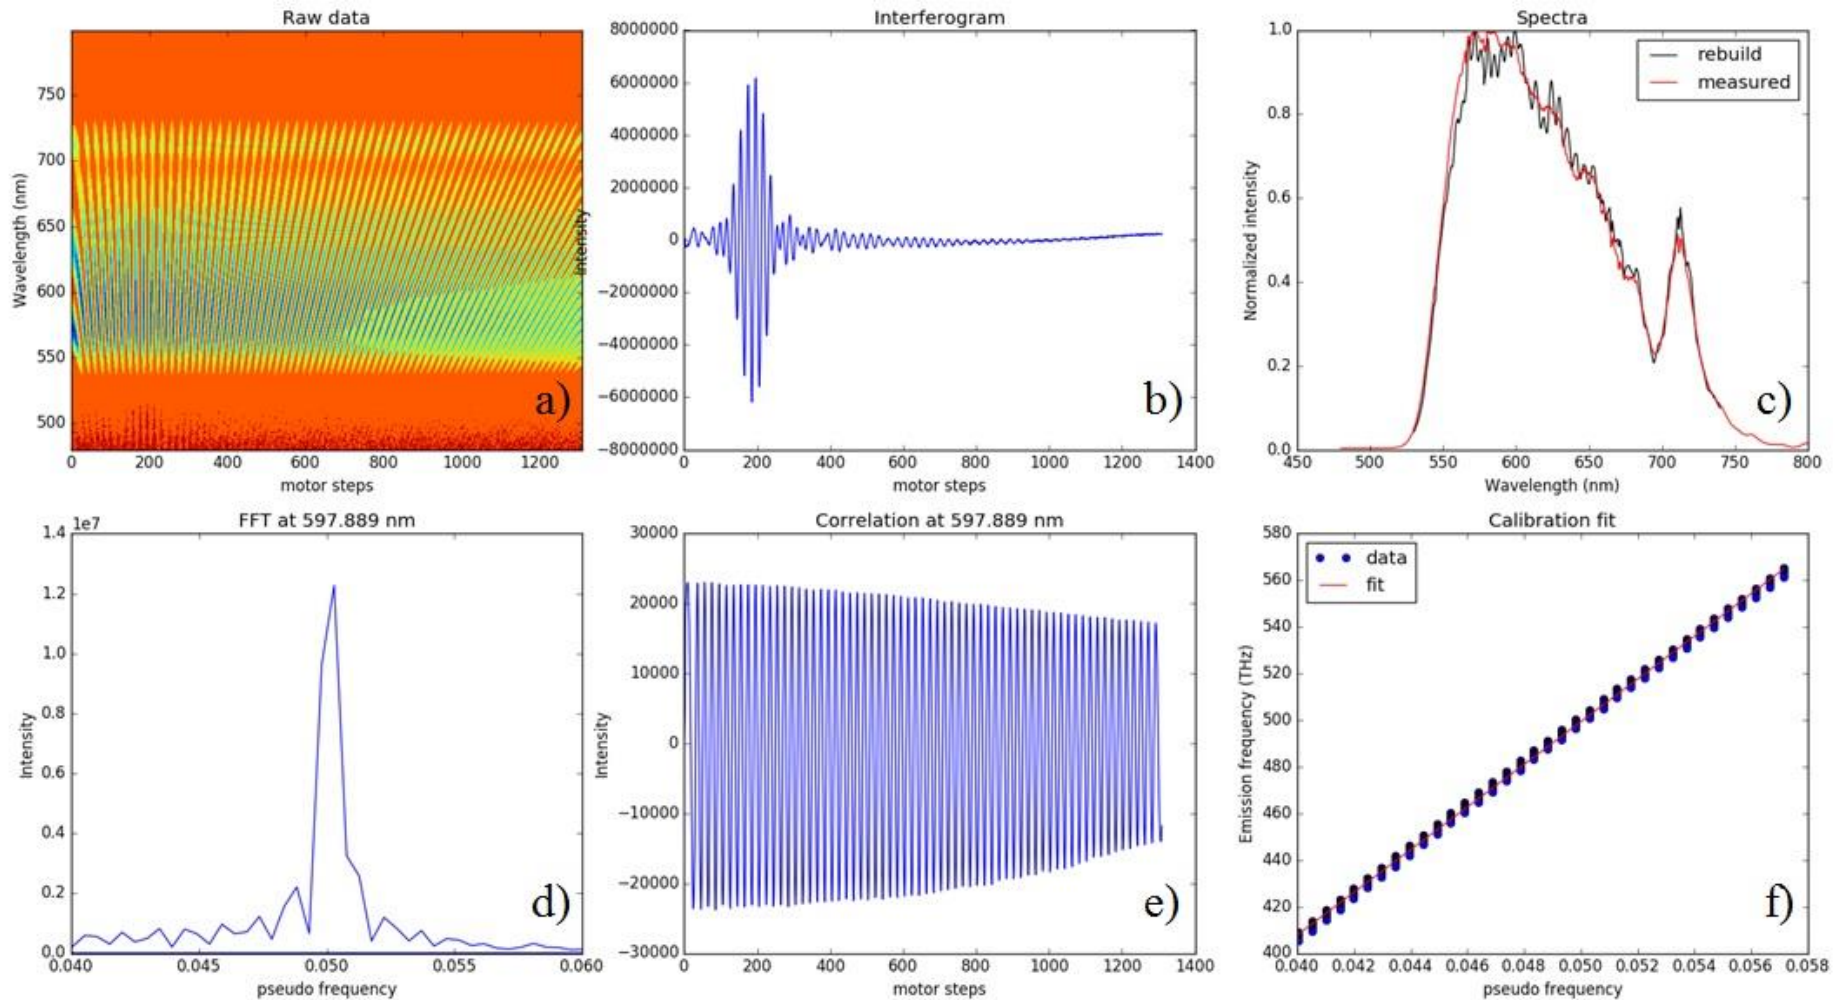 Raw data
Wavelength (nm)
750
700
650
600
550
500
0 200 400 600 800 1000 1200
motor steps
a)
Interferogram
Intensity
8000000
6000000
4000000
2000000
0
−2000000
−4000000
−6000000
−8000000
0 200 400 600 800 1000 1200 1400
motor steps
b)
Spectra
Normalized intensity
1.0
0.8
0.6
0.4
0.2
0.0
rebuild
measured
450 500 550 600 650 700 750 800
Wavelength (nm)
c)
FFT at 597.889 nm
1e7
Intensity
1.4
1.2
1.0
0.8
0.6
0.4
0.2
0.0
0.040 0.045 0.050 0.055 0.060
pseudo frequency
d)
Correlation at 597.889 nm
Intensity
30000
20000
10000
0
−10000
−20000
−30000
0 200 400 600 800 1000 1200 1400
motor steps
e)
Calibration fit
Emission frequency (THz)
580
560
540
520
500
480
460
440
420
400
data
fit
0.040 0.042 0.044 0.046 0.048 0.050 0.052 0.054 0.056 0.058
pseudo frequency
f)